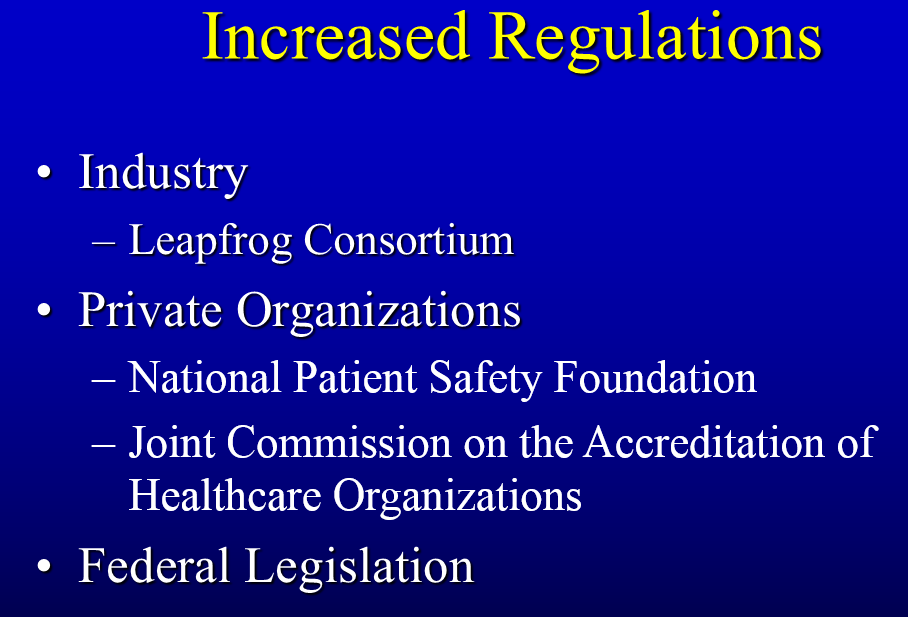 Increased Regulations
• Industry
– Leapfrog Consortium
• Private Organizations
– National Patient Safety Foundation
– Joint Commission on the Accreditation of
Healthcare Organizations
• Federal Legislation